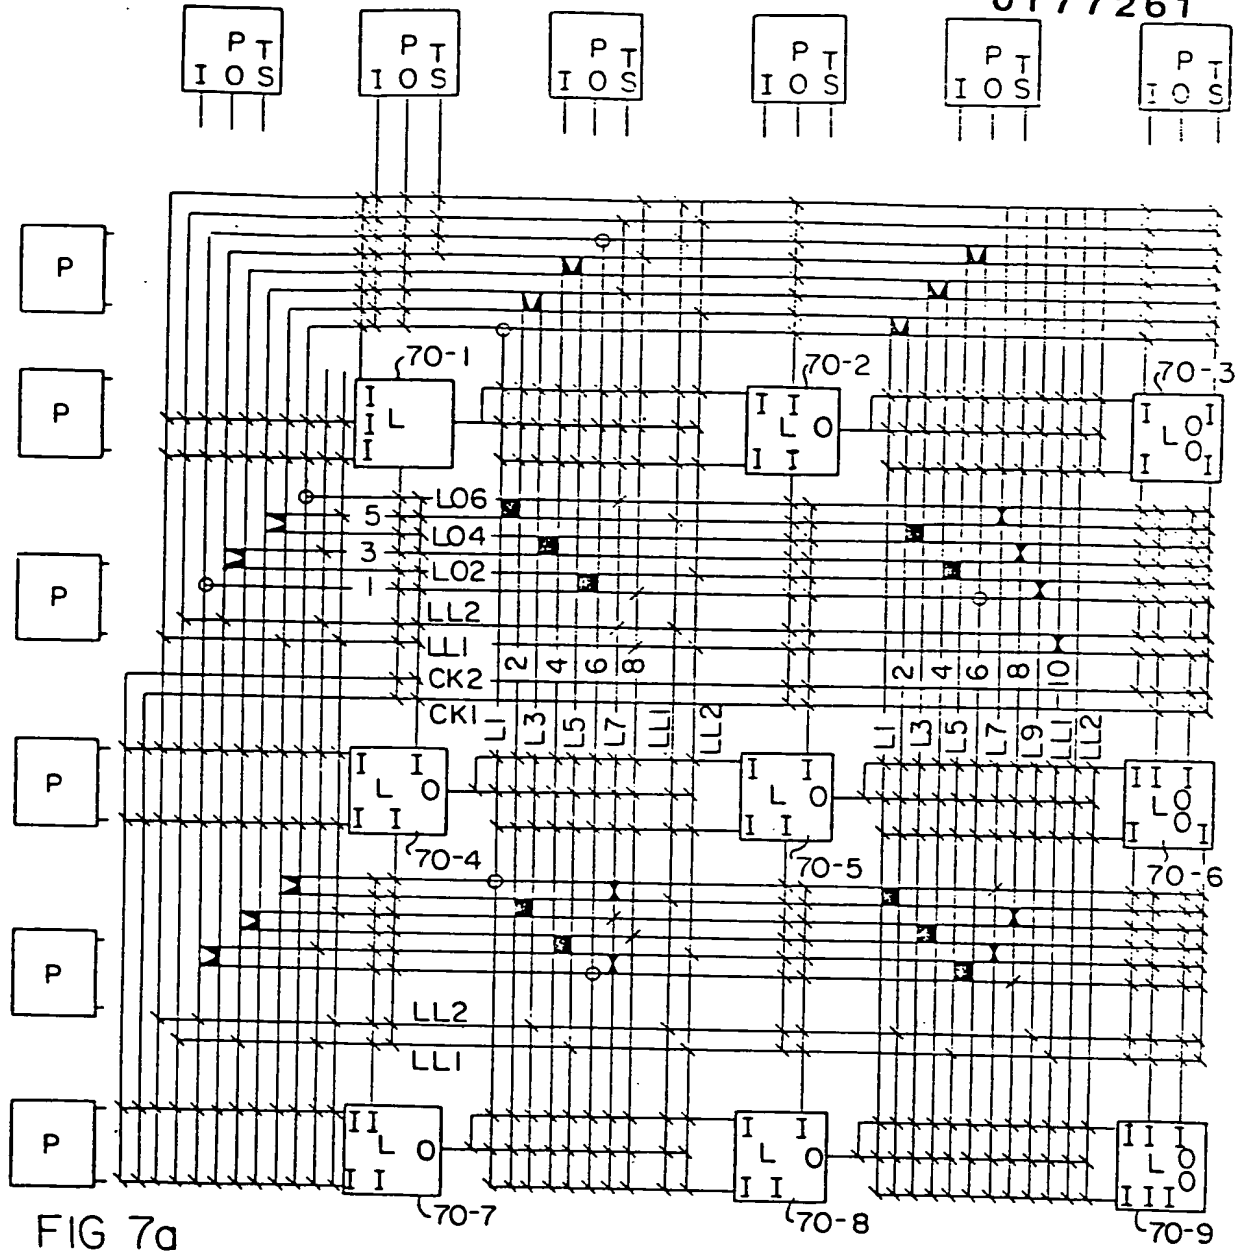 0177261
P T P T P T P T P T P T
I O S I O S I O S I O S I O S I O S
P
70-1 70-2 70-3
P
I I I I I
I L L O L O
I I I O
I I
LO6
5
LO4
3
P
LO2
1
LL2
LL1
2 4 6 8 2 4 6 8 10
CK2
CK1
L1 L3 L5 L7 LL1 LL2 L1 L3 L5 L7 L9 LL1 LL2
P
I I I I I I I
L O L O L O
I I I I I O
70-4 70-5 70-6
P
LL2
LL1
P
I I I I I I I
L O L O L O
I I I I I I I O
70-7 70-8 70-9
FIG 7a